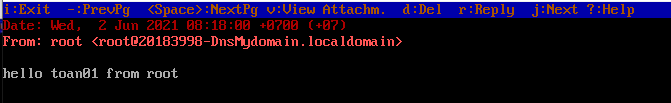 i:Exit  -:PrevPg  <Space>:NextPg v:View Attachm.  d:Del  r:Reply  j:Next ?:Help
Date: Wed,  2 Jun 2021 08:18:00 +0700 (+07)
From: root <root@20183998-DnsMydomain.localdomain>
hello toan01 from root